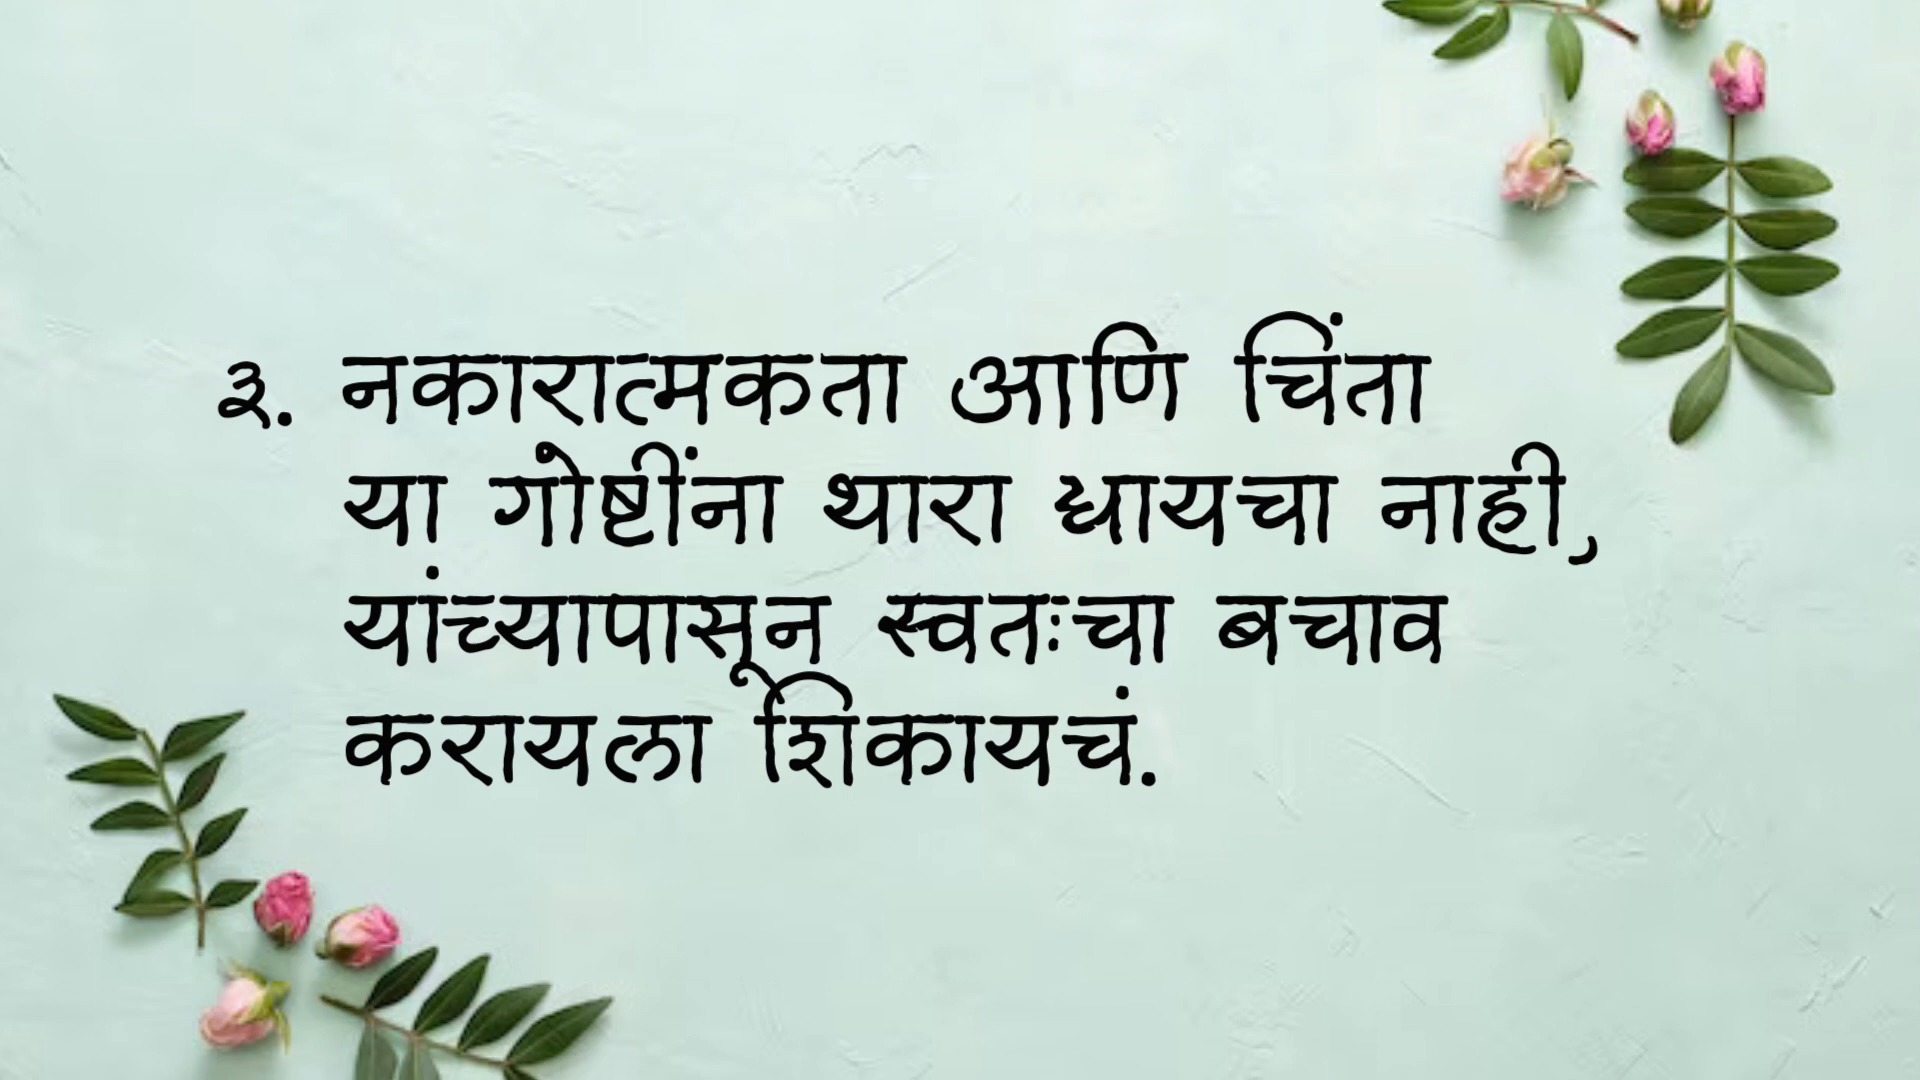 ३. नकारात्मकता आणि चिंता
या गोष्टींना थारा द्यायचा नाही,
यांच्यापासून स्वतःचा बचाव
करायला शिकायचं.